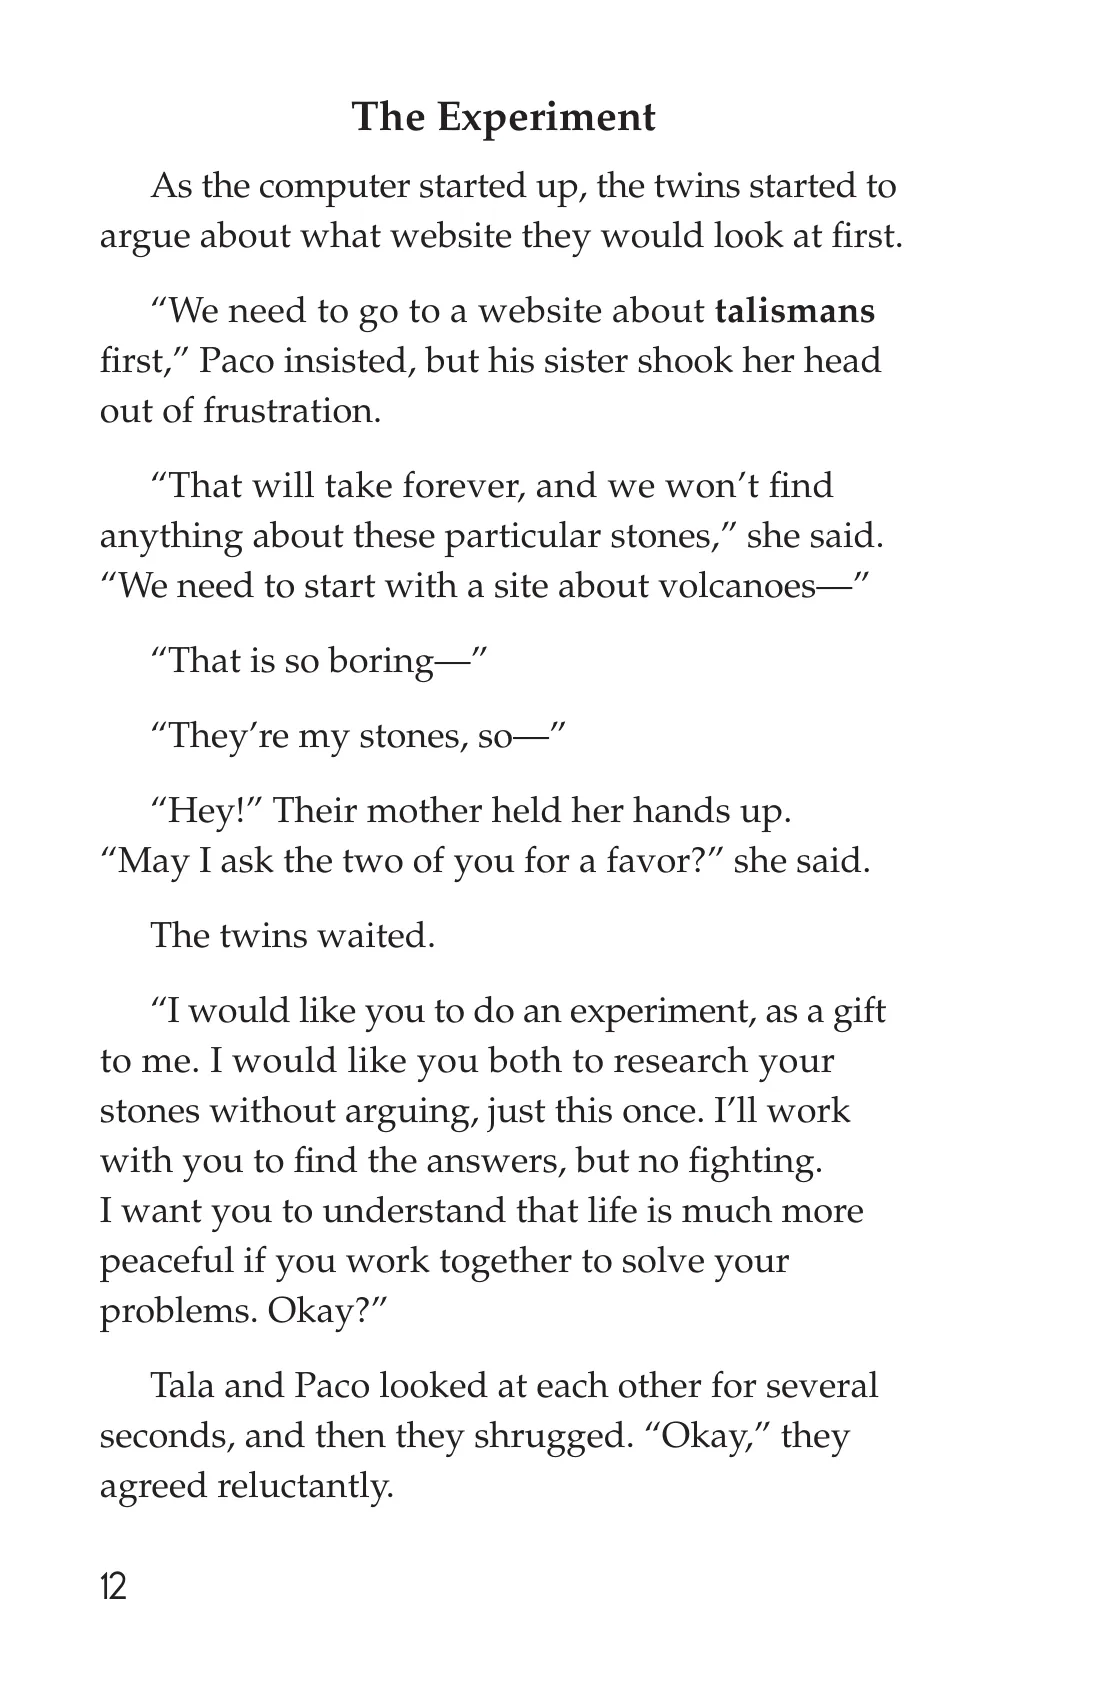 The Experiment
As the computer started up, the twins started to
argue about what website they would look at first.
“We need to go to a website about talismans
first,” Paco insisted, but his sister shook her head
out of frustration.
“That will take forever, and we won’t find
anything about these particular stones,” she said.
“We need to start with a site about volcanoes—”
“That is so boring—”
“They’re my stones, so—”
“Hey!” Their mother held her hands up.
“May I ask the two of you for a favor?” she said.
The twins waited.
“I would like you to do an experiment, as a gift
to me. I would like you both to research your
stones without arguing, just this once. I’ll work
with you to find the answers, but no fighting.
I want you to understand that life is much more
peaceful if you work together to solve your
problems. Okay?”
Tala and Paco looked at each other for several
seconds, and then they shrugged. “Okay,” they
agreed reluctantly.
12